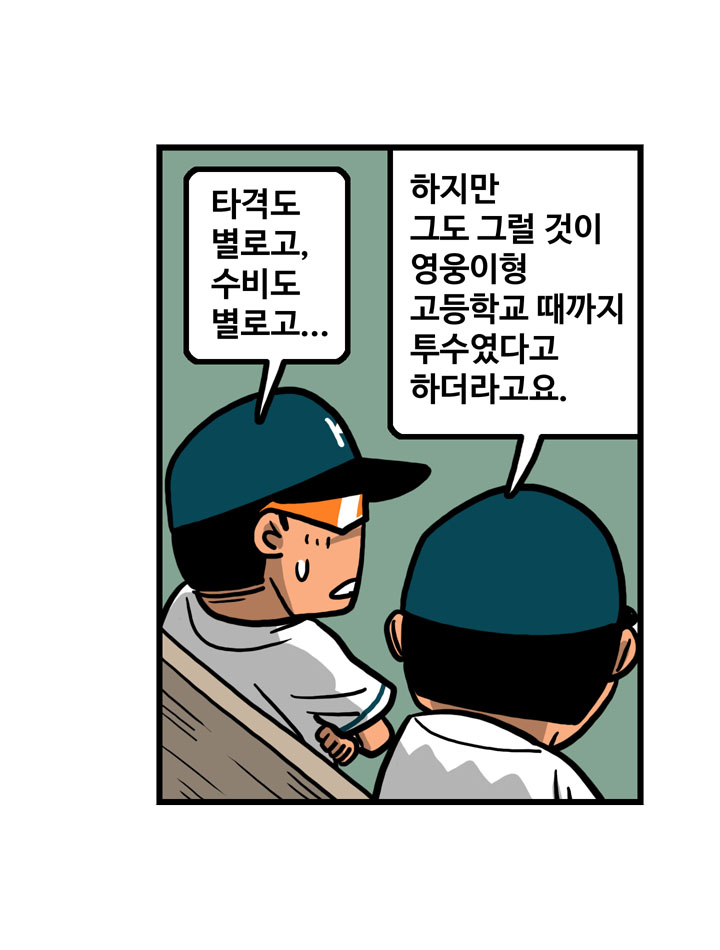 타격도
별로고,
수비도
별로고...
하지만
그도 그럴 것이
영웅이형
고등학교 때까지
투수였다고
하더라고요.